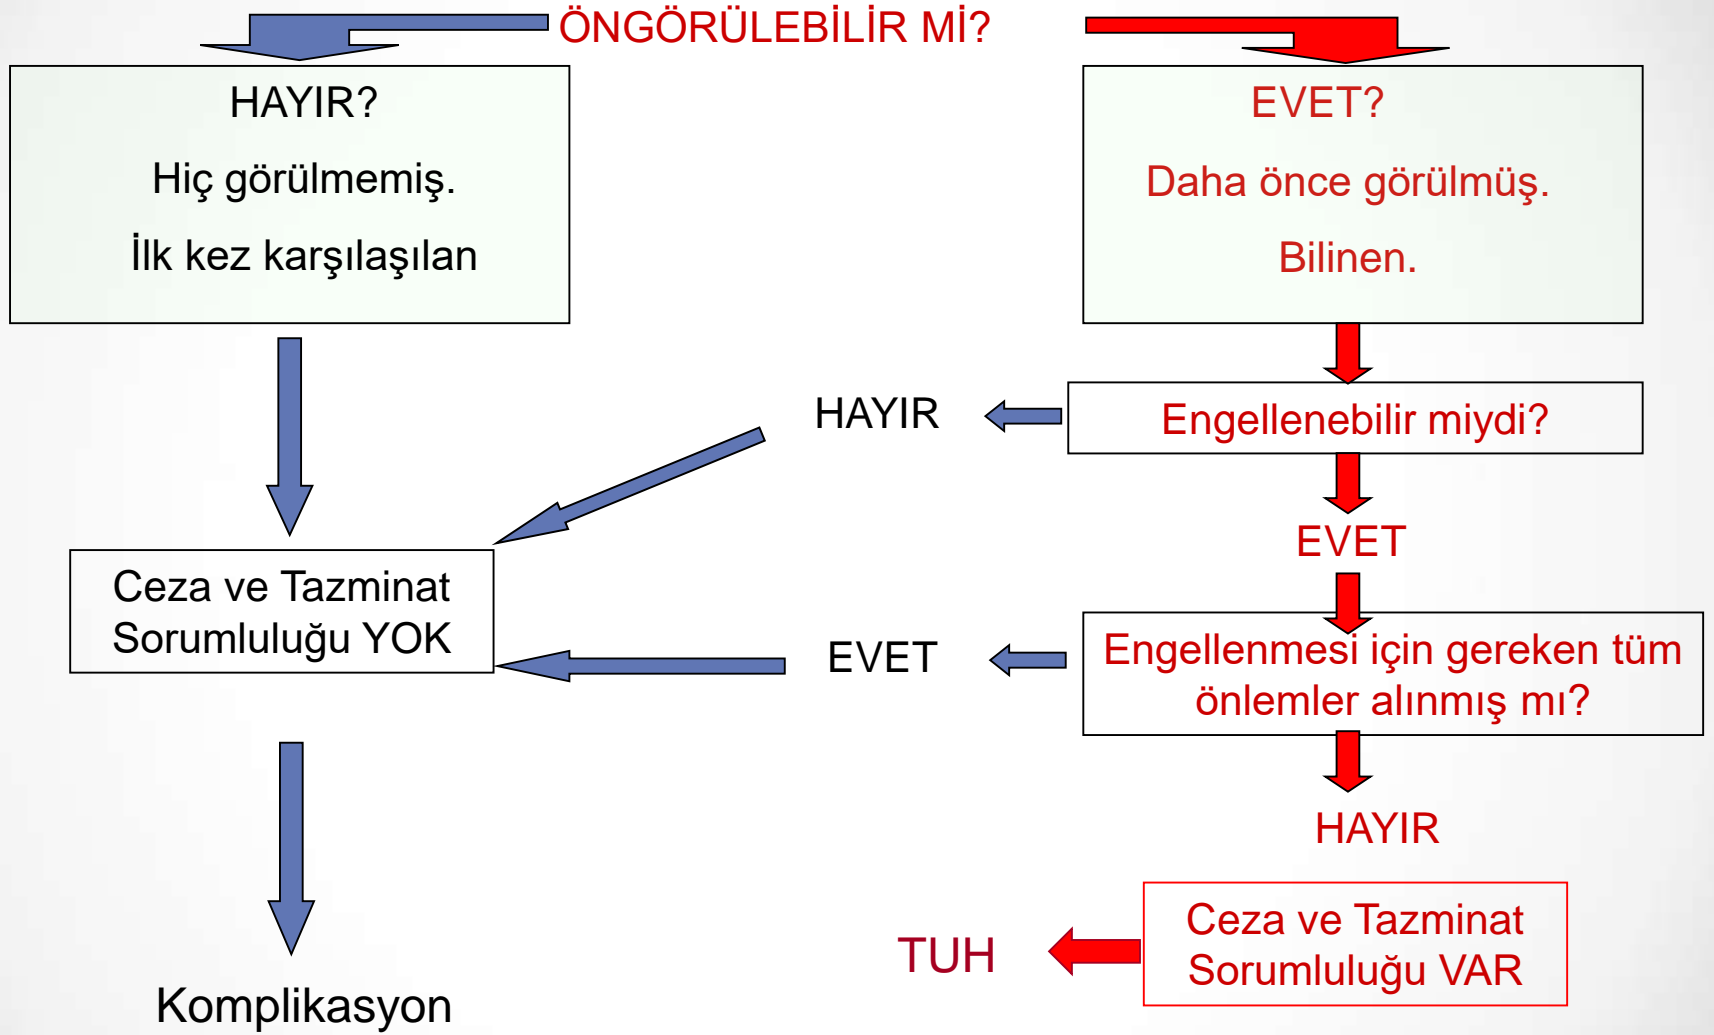 ÖNGÖRÜLEBİLİR Mİ?
HAYIR?
Hiç görülmemiş.
İlk kez karşılaşılan
EVET?
Daha önce görülmüş.
Bilinen.
HAYIR
Engellenebilir miydi?
EVET
Ceza ve Tazminat
Sorumluluğu YOK
EVET
Engellenmesi için gereken tüm
önlemler alınmış mı?
HAYIR
TUH
Ceza ve Tazminat
Sorumluluğu VAR
Komplikasyon